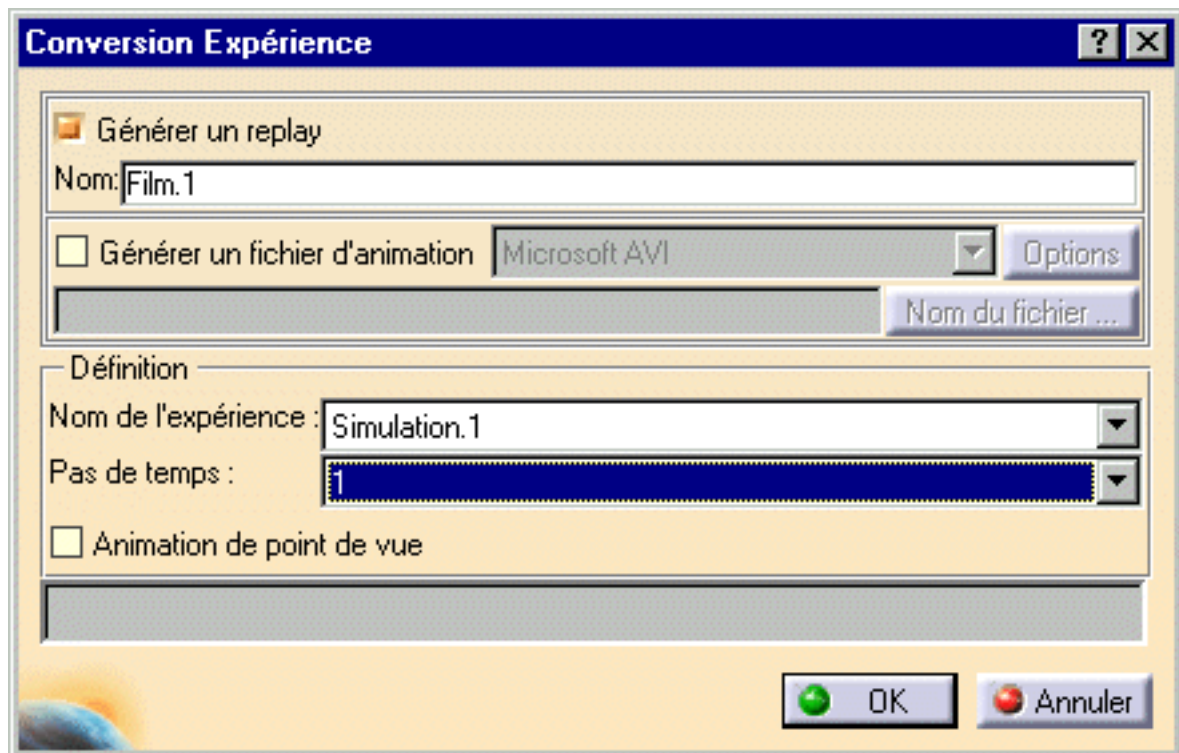 Conversion Expérience
Générer un replay
Nom: Film.1
Générer un fichier d'animation Microsoft AVI Options
Nom du fichier ...
Définition
Nom de l'expérience : Simulation.1
Pas de temps : 1
Animation de point de vue
OK Annuler